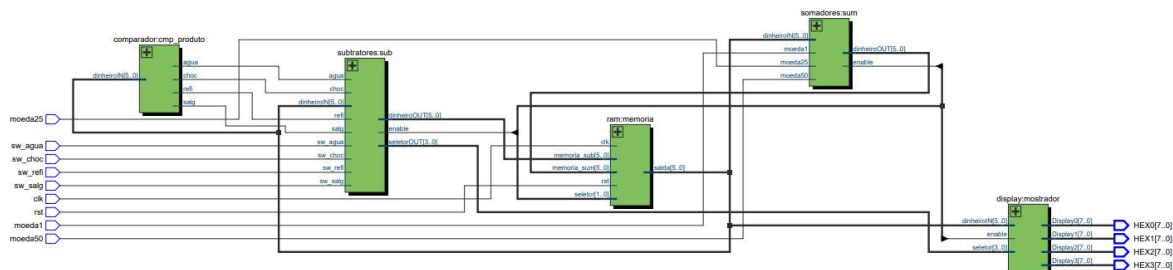 somadores:sum
dinheiroIN[5..0]
moeda1
moeda25
moeda50
dinheiroOUT[5..0]
enable
comparador:cmp_produto
dinheiroIN[5..0]
agua
choc
refi
salg
subtratores:sub
agua
choc
dinheiroIN[5..0]
refi
salg
sw_agua
sw_choc
sw_refi
sw_salg
dinheiroOUT[5..0]
enable
seletorOUT[3..0]
ram:memoria
clk
memoria_sub[5..0]
memoria_sum[5..0]
rst
seletor[1..0]
saida[5..0]
moeda25
sw_agua
sw_choc
sw_refi
sw_salg
clk
rst
moeda1
moeda50
display:mostrador
dinheiroIN[5..0]
enable
seletor[3..0]
Display0[7..0]
Display1[7..0]
Display2[7..0]
Display3[7..0]
HEX0[7..0]
HEX1[7..0]
HEX2[7..0]
HEX3[7..0]